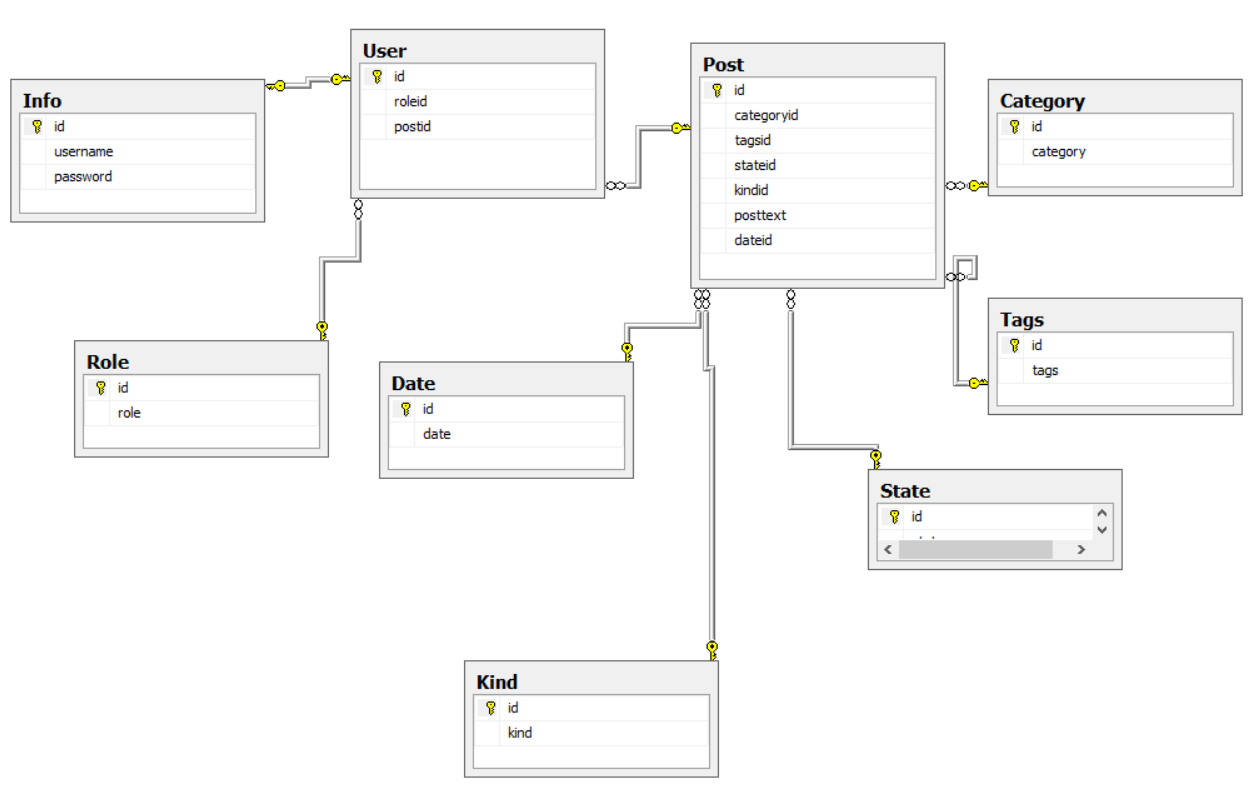 Info
id
username
password
User
id
roleid
postid
Post
id
categoryid
tagsid
stateid
kindid
posttext
dateid
Category
id
category
Role
id
role
Date
id
date
Tags
id
tags
State
id
Kind
id
kind